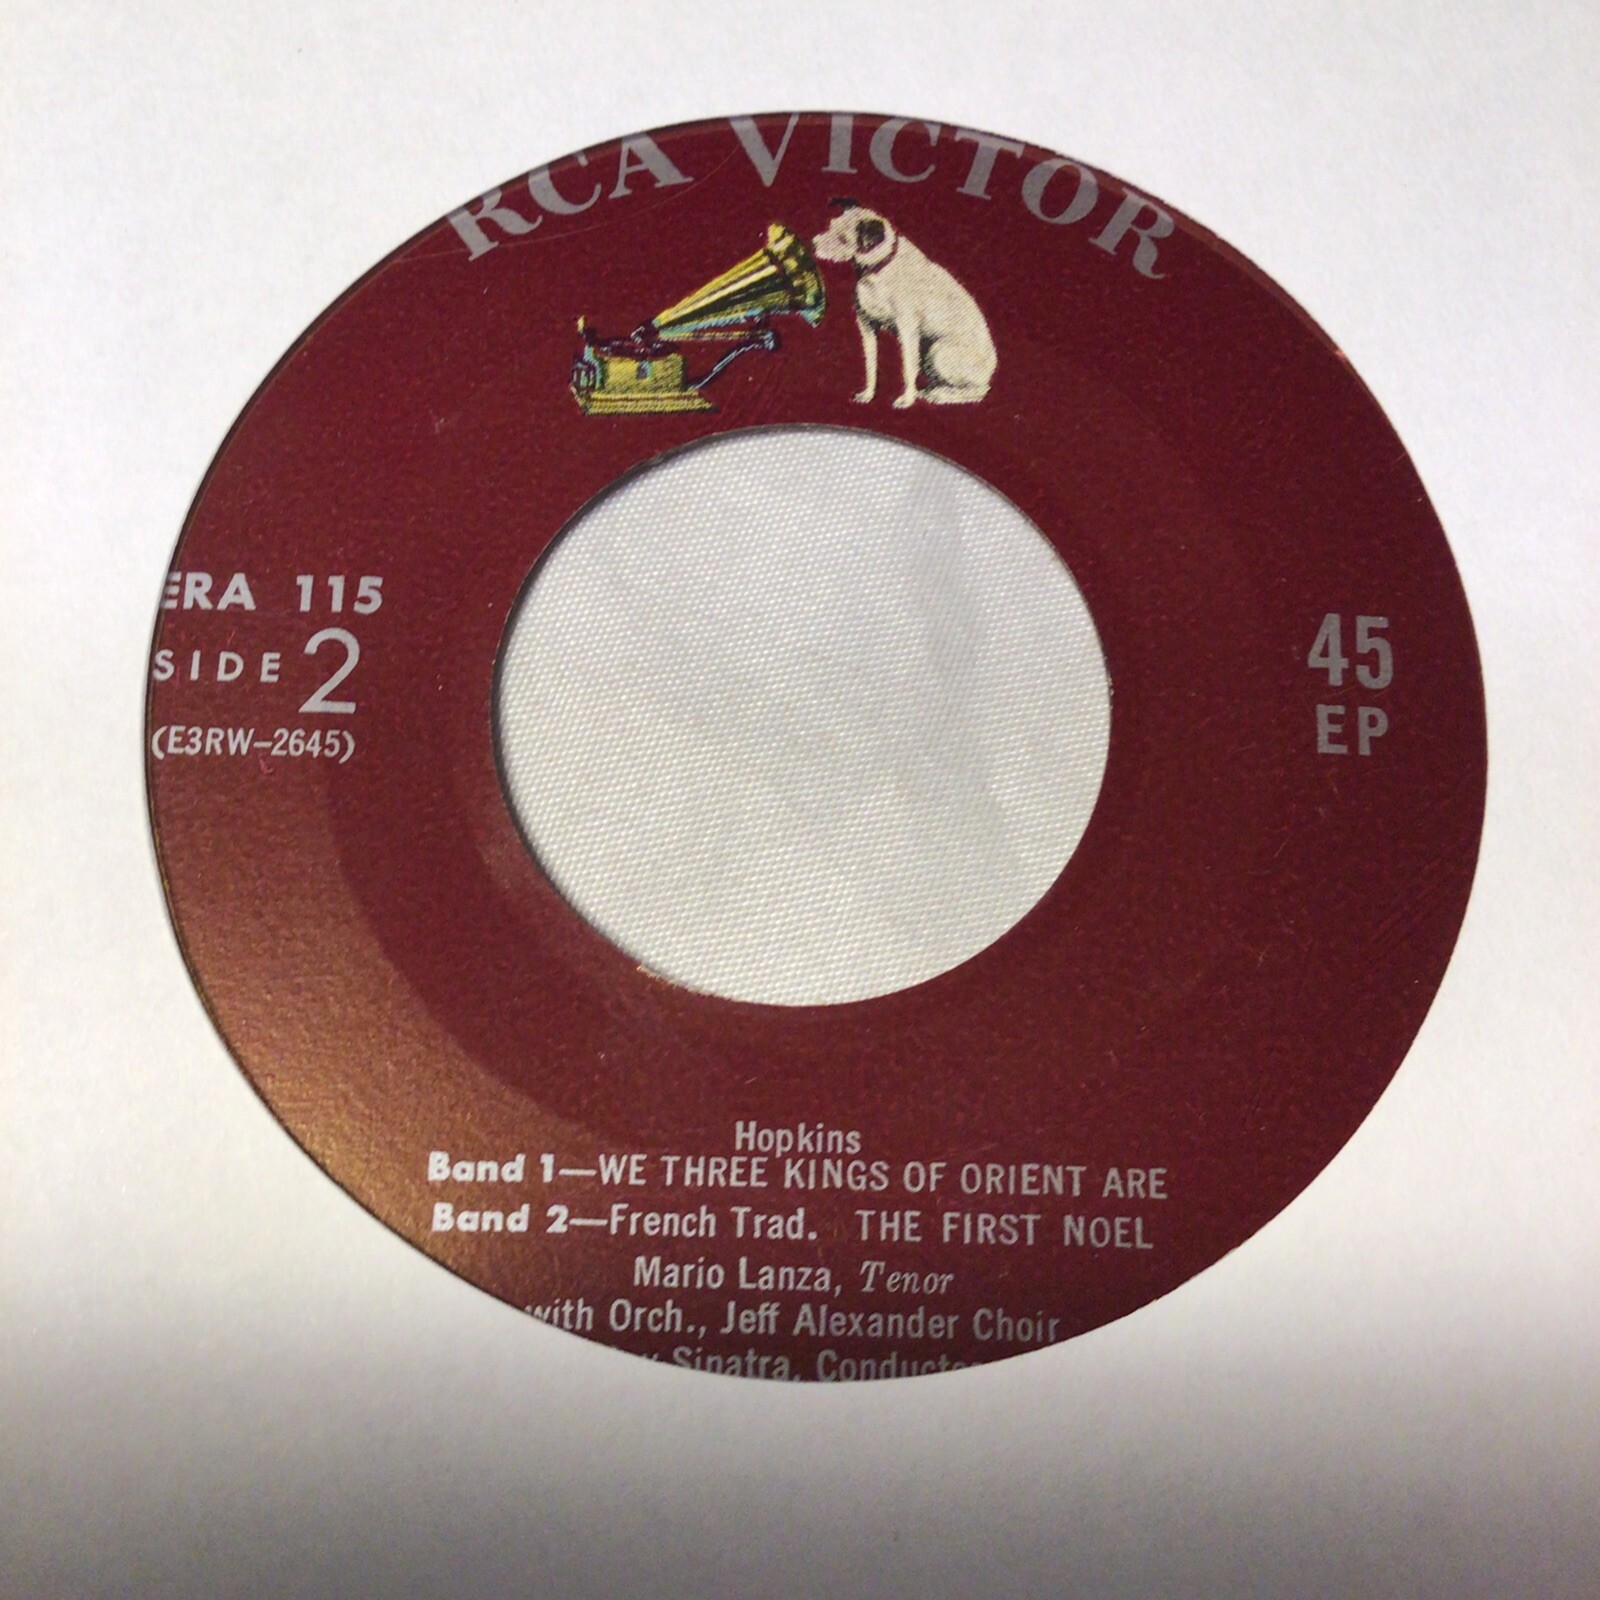 RCA VICTOR
ERA 115
SIDE 2
(E3RW-2645)
45
EP
Hopkins
Band 1—WE THREE KINGS OF ORIENT ARE
Band 2—French Trad. THE FIRST NOEL
Mario Lanza, Tenor
with Orch., Jeff Alexander Choir
Sinatra,